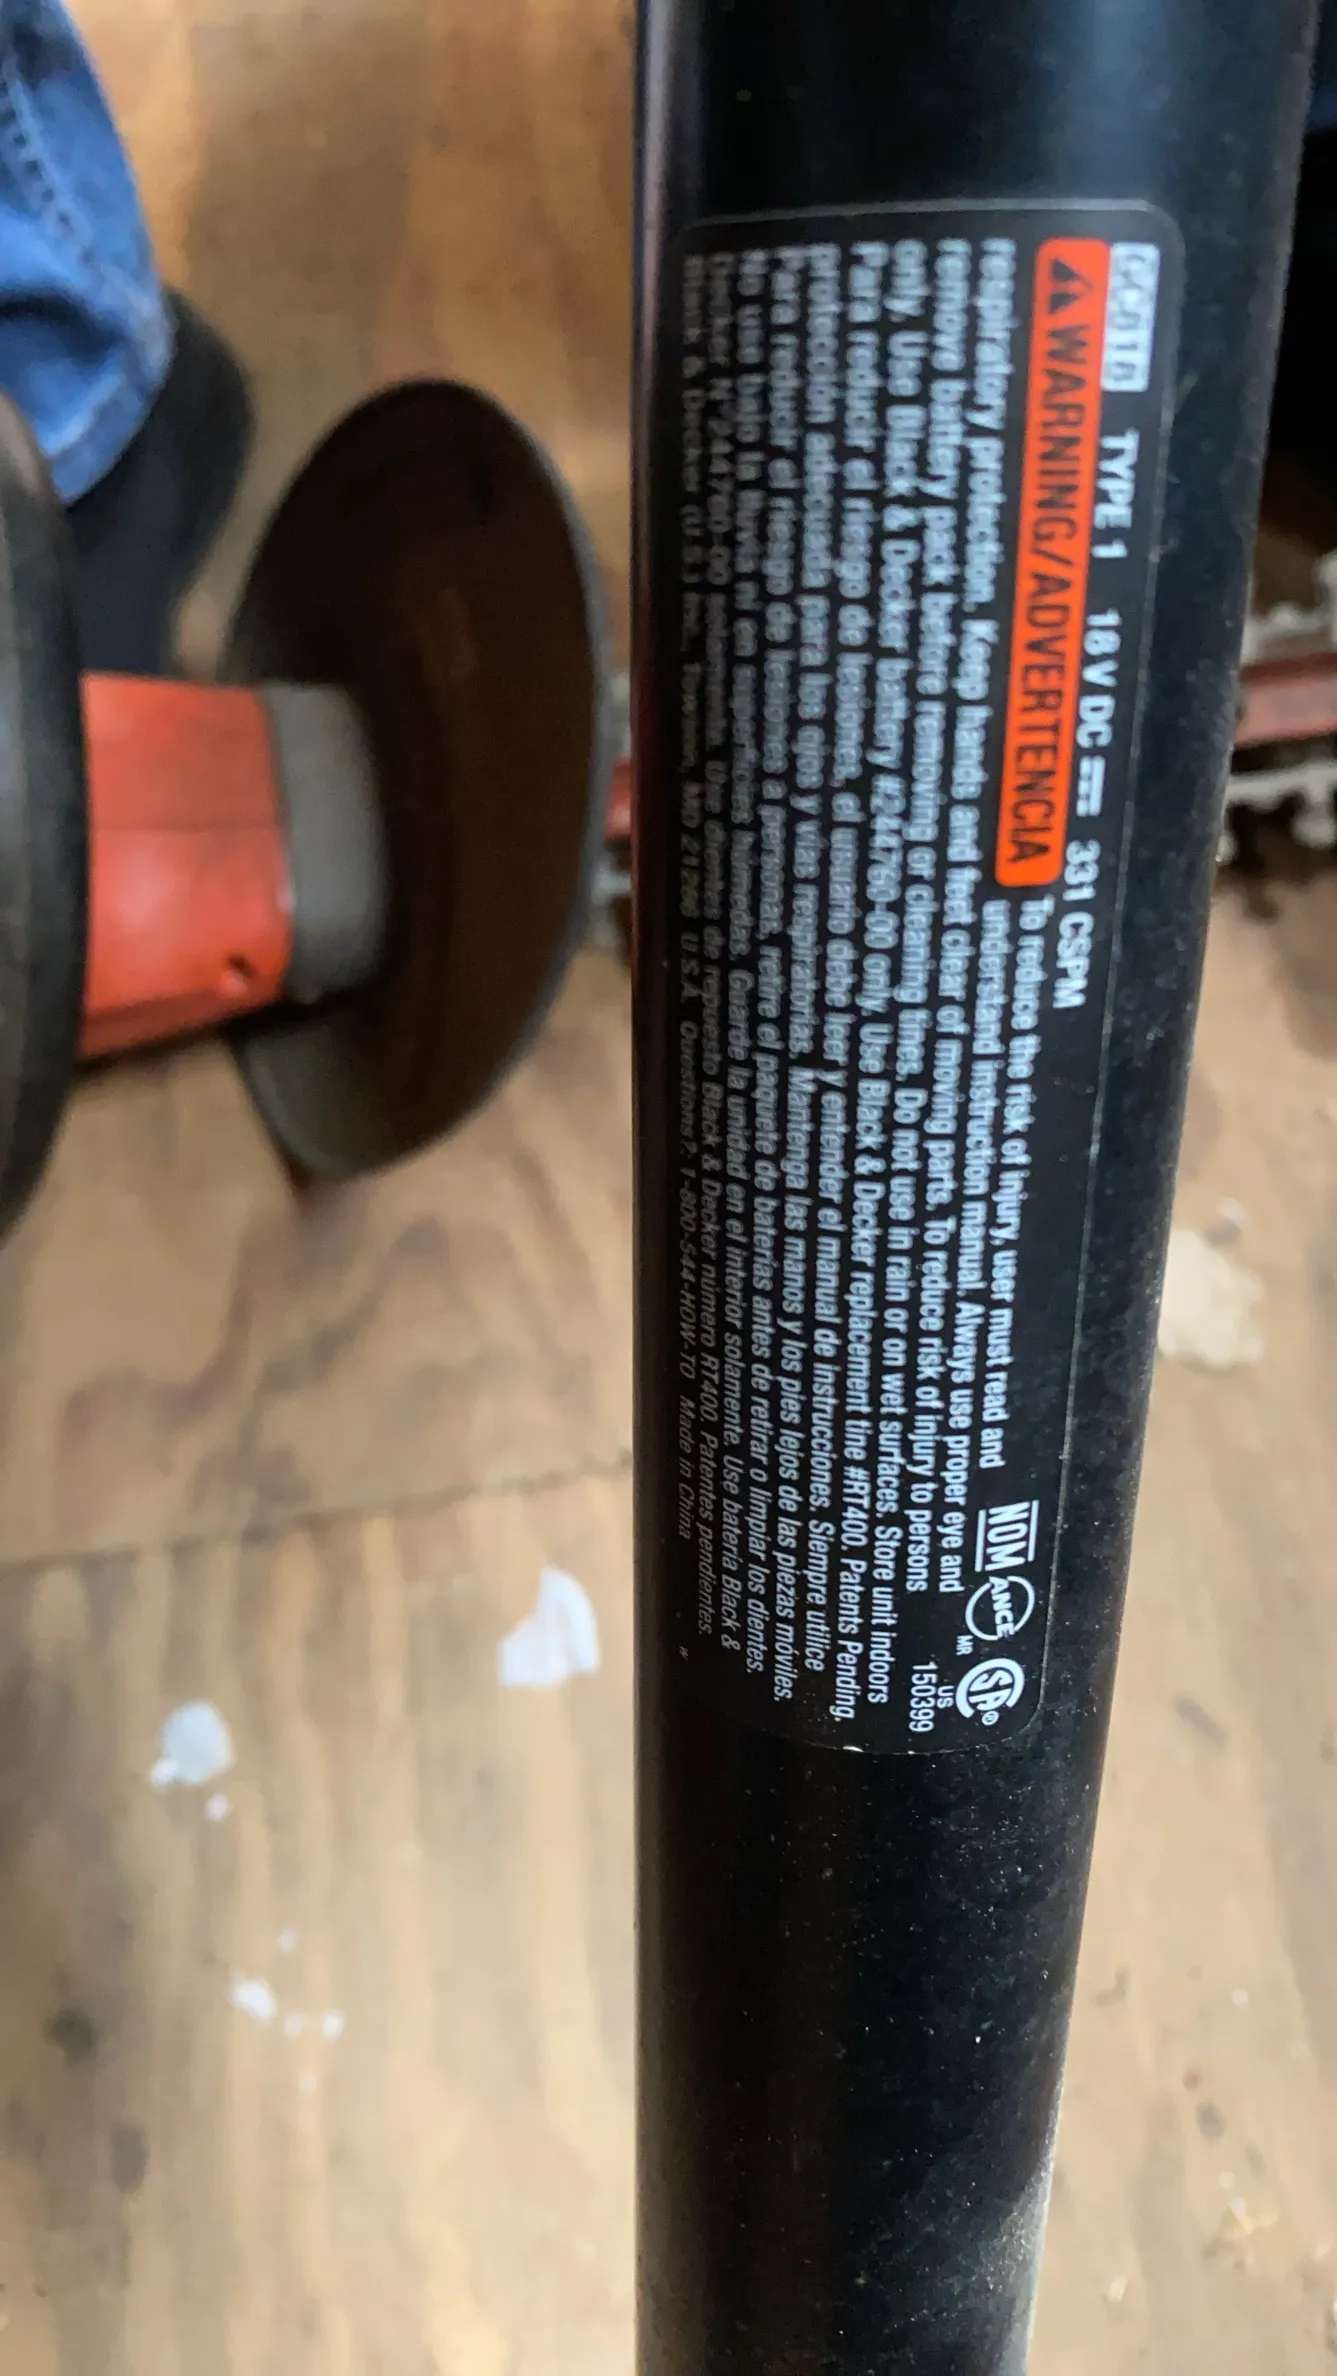 GC818 TYPE 1 18 V DC 331 CSPM
WARNING/ADVERTENCIA To reduce the risk of injury, user must read and
understand instruction manual. Always use proper eye and
respiratory protection. Keep hands and feet clear of moving parts. To reduce risk of injury to persons
remove battery pack before removing or cleaning tines. Do not use in rain or on wet surfaces. Store unit indoors
only. Use Black & Decker battery #244760-00 only. Use Black & Decker replacement tine #RT400. Patents Pending.
Para reducir el riesgo de lesiones, el usuario debe leer y entender el manual de instrucciones. Siempre utilice
protección adecuada para los ojos y vías respiratorias. Mantenga las manos y los pies lejos de las piezas móviles.
Para reducir el riesgo de lesiones a personas, retire el paquete de baterías antes de retirar o limpiar los dientes.
No use bajo la lluvia ni en superficies húmedas. Guarde la unidad en el interior solamente. Use batería Black &
Decker Nº 244760-00 solamente. Use dientes de repuesto Black & Decker número RT400. Patentes pendientes.
Black & Decker (U.S.) Inc., Towson, MD 21286 U.S.A. Questions?: 1-800-544-HOW-TO Made in China
NOM ANCE MR
SA®
US
150399